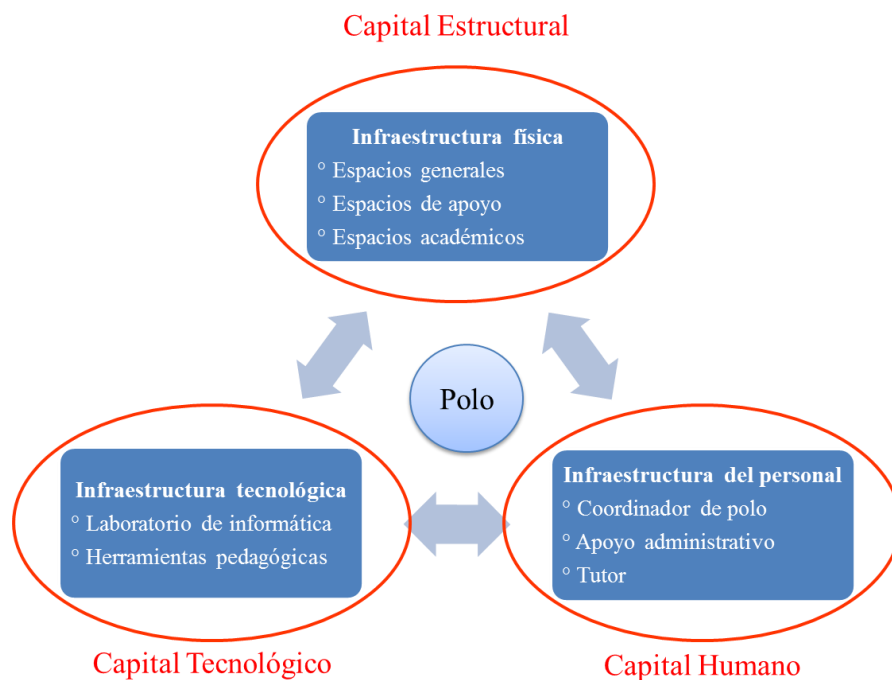 Capital Estructural
Infraestructura física
° Espacios generales
° Espacios de apoyo
° Espacios académicos
Polo
Infraestructura tecnológica
° Laboratorio de informática
° Herramientas pedagógicas
Infraestructura del personal
° Coordinador de polo
° Apoyo administrativo
° Tutor
Capital Tecnológico
Capital Humano